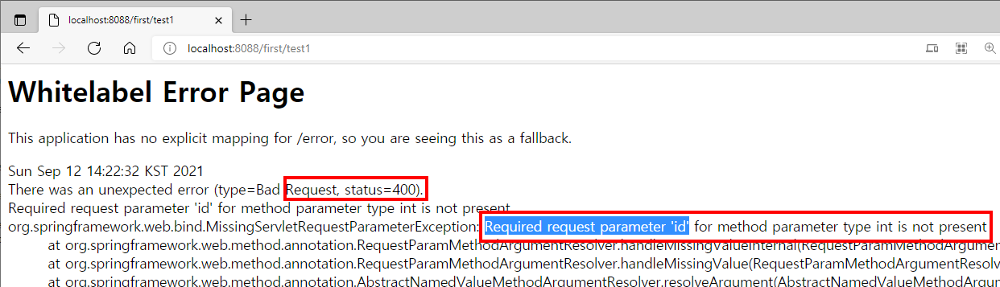 localhost:8088/first/test1
localhost:8088/first/test1
Whitelabel Error Page
This application has no explicit mapping for /error, so you are seeing this as a fallback.
Sun Sep 12 14:22:32 KST 2021
There was an unexpected error (type=Bad Request, status=400).
Required request parameter 'id' for method parameter type int is not present
org.springframework.web.bind.MissingServletRequestParameterException: Required request parameter 'id' for method parameter type int is not present
at org.springframework.web.method.annotation.RequestParamMethodArgumentResolver.handleMissingValueInternal(RequestParamMethodArgumer
at org.springframework.web.method.annotation.RequestParamMethodArgumentResolver.handleMissingValue(RequestParamMethodArgumentResolv
at org.springframework.web.method.annotation.AbstractNamedValueMethodArgumentResolver.resolveArgument(AbstractNamedValueMethodArgum